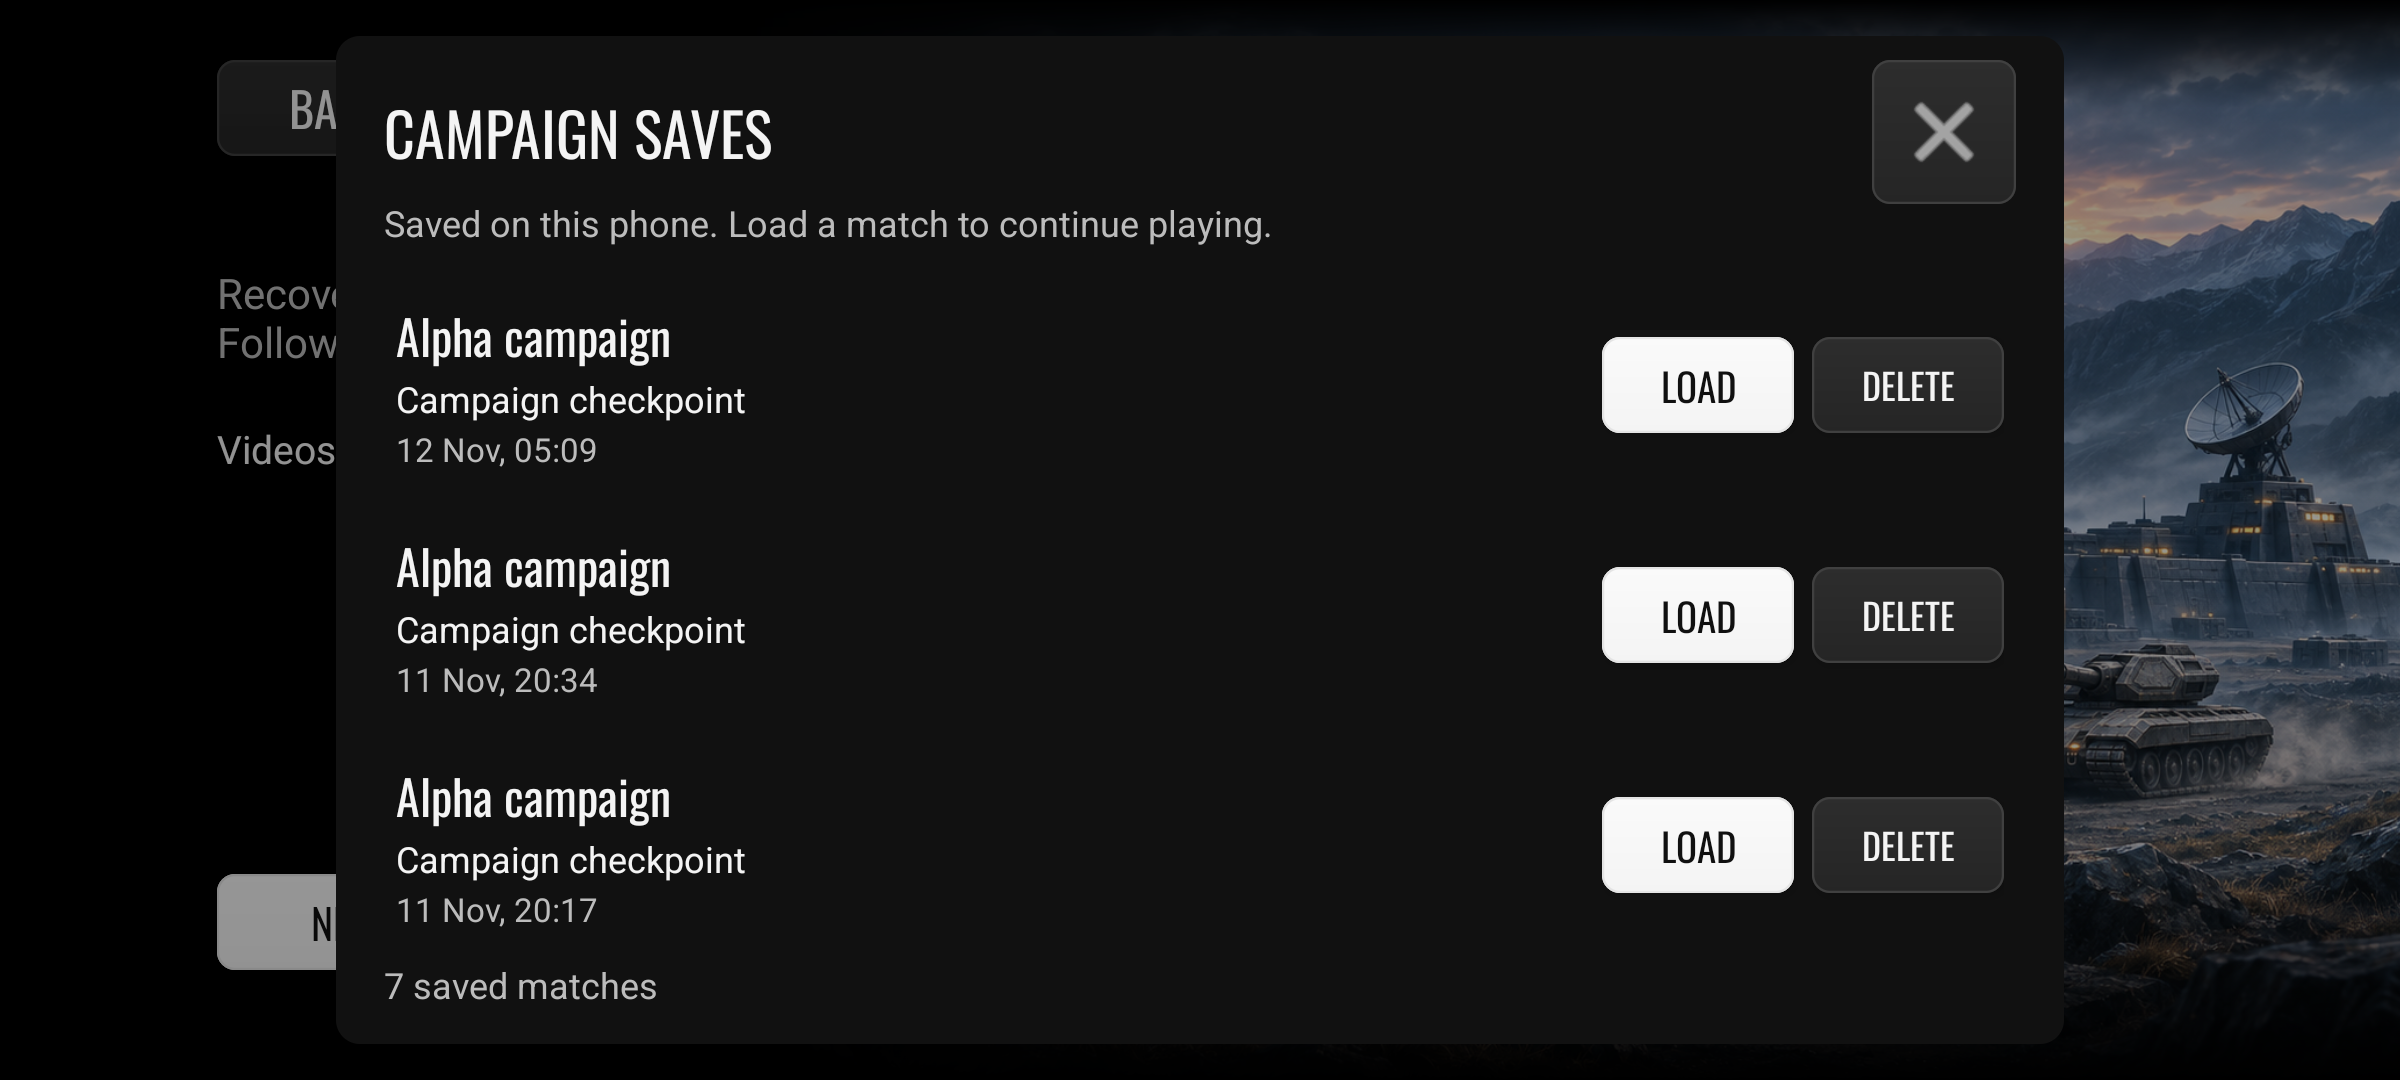 BA
CAMPAIGN SAVES
Saved on this phone. Load a match to continue playing.
Follow
Videos
Alpha campaign
Campaign checkpoint
12 Nov, 05:09
LOAD
DELETE
Alpha campaign
Campaign checkpoint
11 Nov, 20:34
LOAD
DELETE
Alpha campaign
Campaign checkpoint
11 Nov, 20:17
LOAD
DELETE
7 saved matches